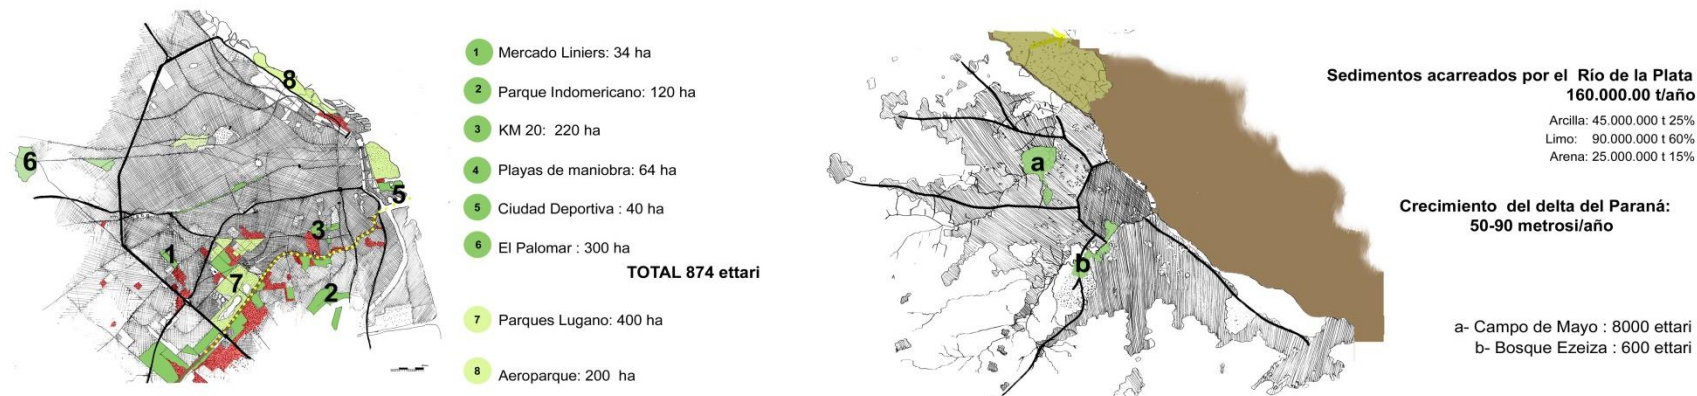 8
6
5
1
3
7
2
1 Mercado Liniers: 34 ha
2 Parque Indomericano: 120 ha
3 KM 20: 220 ha
4 Playas de maniobra: 64 ha
5 Ciudad Deportiva : 40 ha
6 El Palomar : 300 ha
TOTAL 874 ettari
7 Parques Lugano: 400 ha
8 Aeroparque: 200 ha
a
b
Sedimentos acarreados por el Río de la Plata
160.000.00 t/año
Arcilla: 45.000.000 t 25%
Limo: 90.000.000 t 60%
Arena: 25.000.000 t 15%
Crecimiento del delta del Paraná:
50-90 metrosi/año
a- Campo de Mayo : 8000 ettari
b- Bosque Ezeiza : 600 ettari